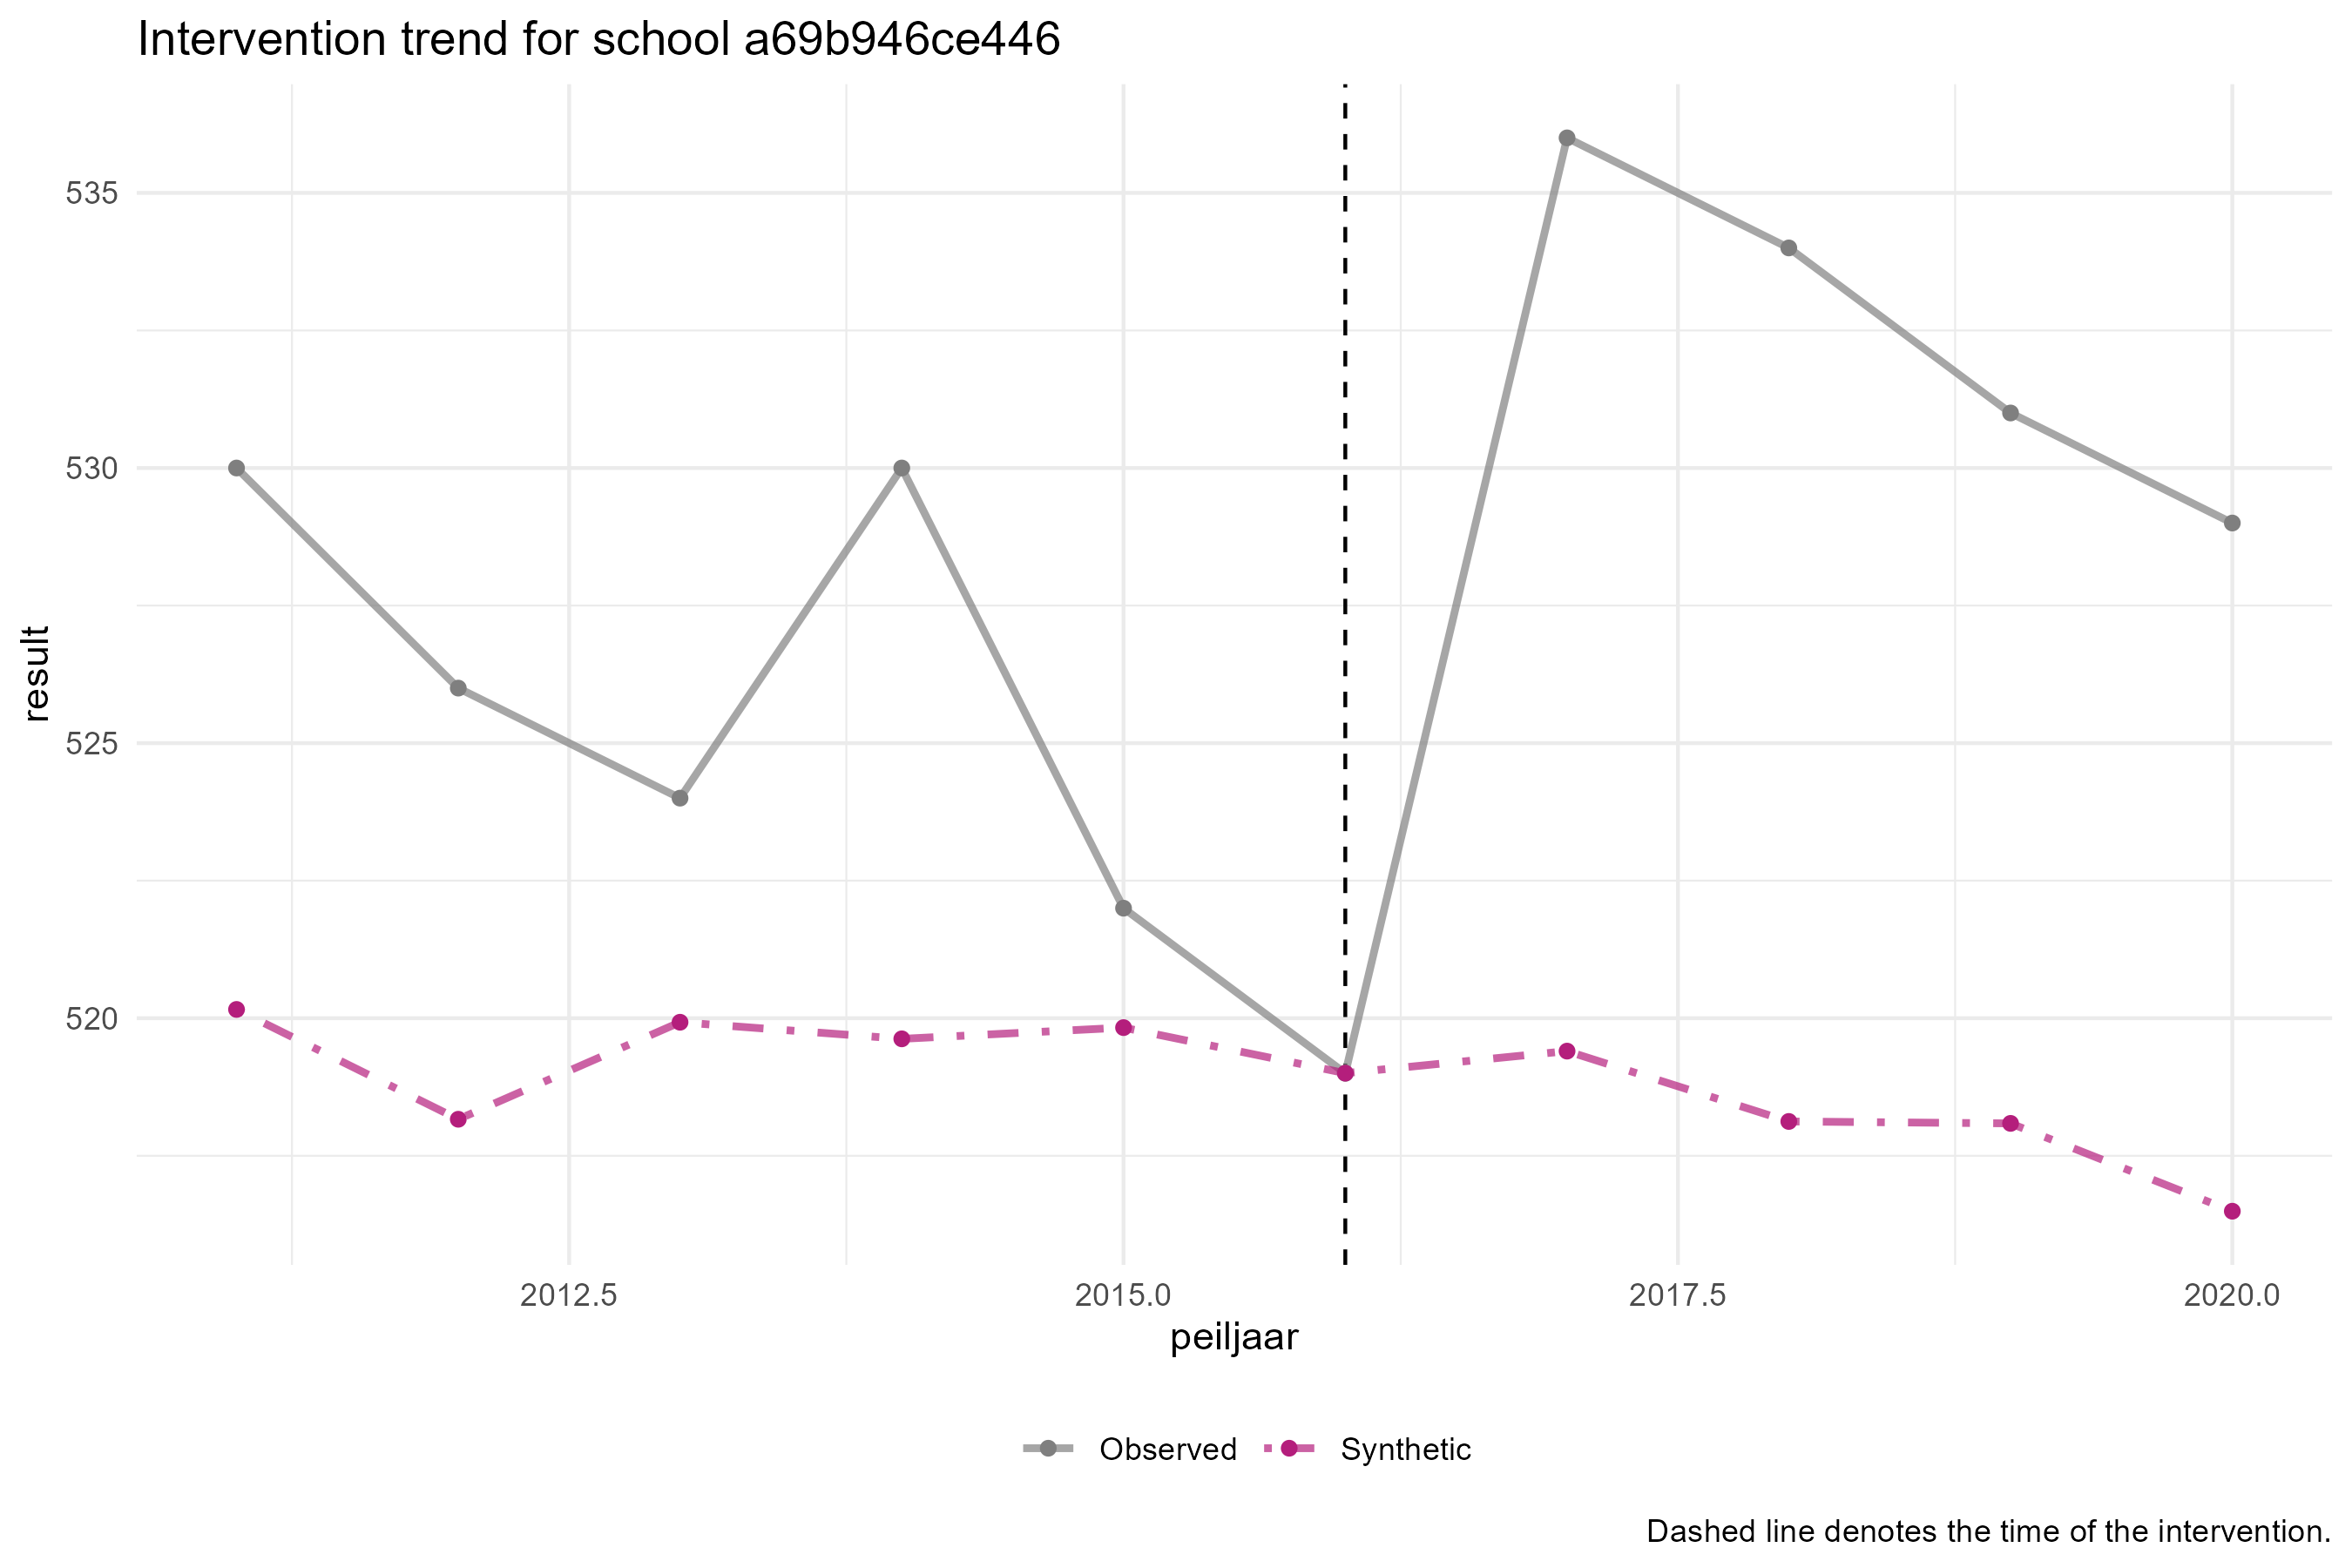 Intervention trend for school a69b946ce446
535
530
525
520
result
2012.5 2015.0 2017.5 2020.0
peiljaar
Observed Synthetic
Dashed line denotes the time of the intervention.